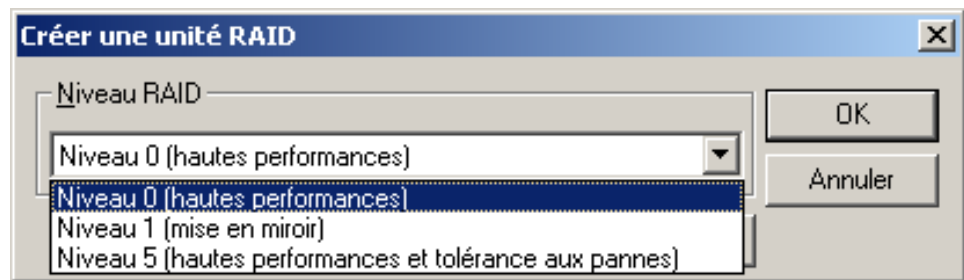 Créer une unité RAID
Niveau RAID
OK
Niveau 0 (hautes performances)
Annuler
Niveau 0 (hautes performances)
Niveau 1 (mise en miroir)
Niveau 5 (hautes performances et tolérance aux pannes)